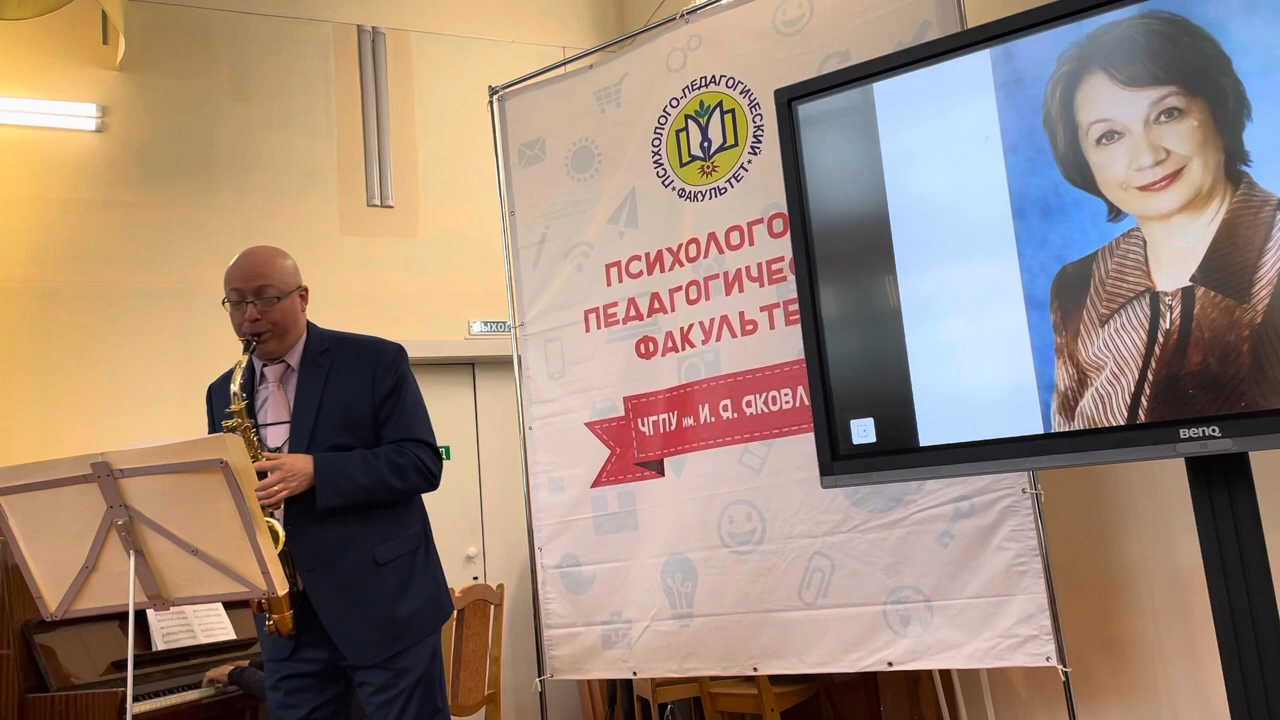 ПСИХОЛОГО-ПЕДАГОГИЧЕСКИЙ
*ФАКУЛЬТЕТ*
ПСИХОЛОГО
ПЕДАГОГИЧЕС
ФАКУЛЬТЕ
ЧГПУ им. И. Я. ЯКОВЛ
ВЫХОД
BenQ